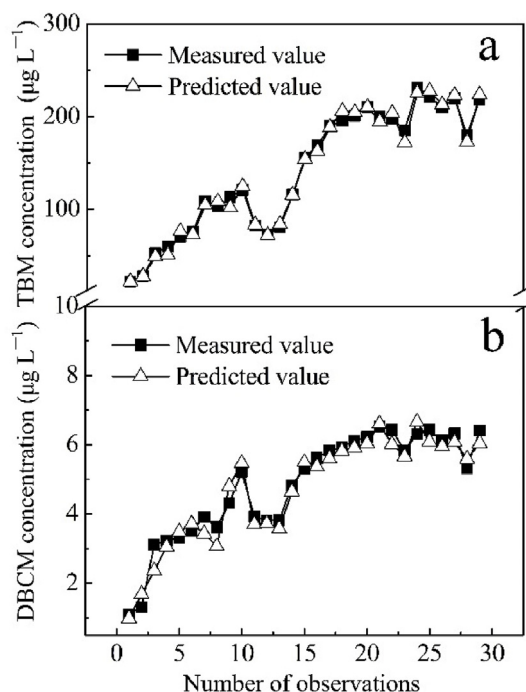 300
a
Measured value
Predicted value
200
100
TBM concentration (μg L⁻¹)
10
b
Measured value
Predicted value
8
6
4
2
DBCM concentration (μg L⁻¹)
0 5 10 15 20 25 30
Number of observations